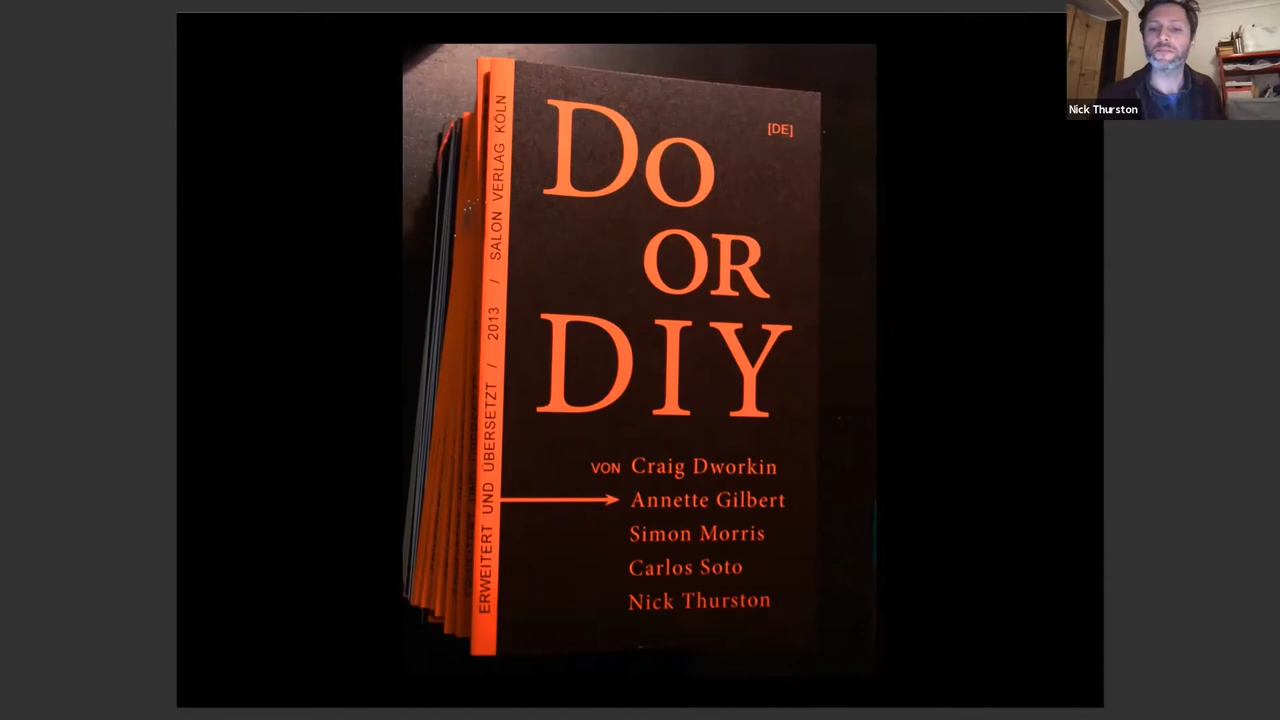 Do
OR
DIY
[DE]
VON Craig Dworkin
Annette Gilbert
Simon Morris
Carlos Soto
Nick Thurston
ERWEITERT UND ÜBERSETZT / 2013 / SALON VERLAG KÖLN
Nick Thurston